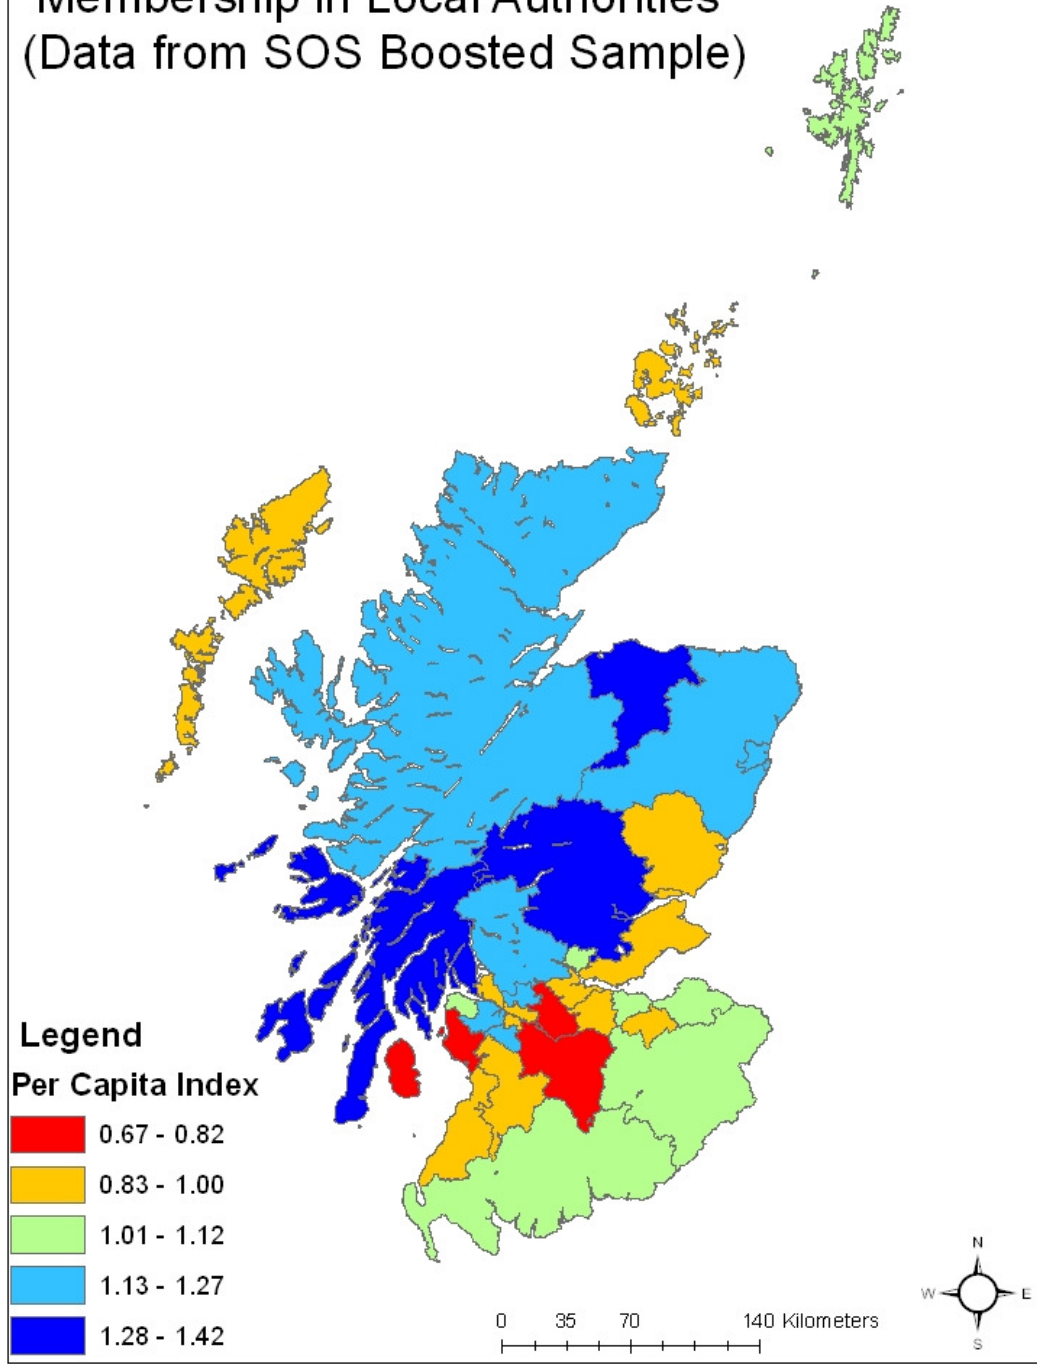 Membership in Local Authorities
(Data from SOS Boosted Sample)
Legend
Per Capita Index
0.67 - 0.82
0.83 - 1.00
1.01 - 1.12
1.13 - 1.27
1.28 - 1.42
0 35 70 140 Kilometers
N
W E
S